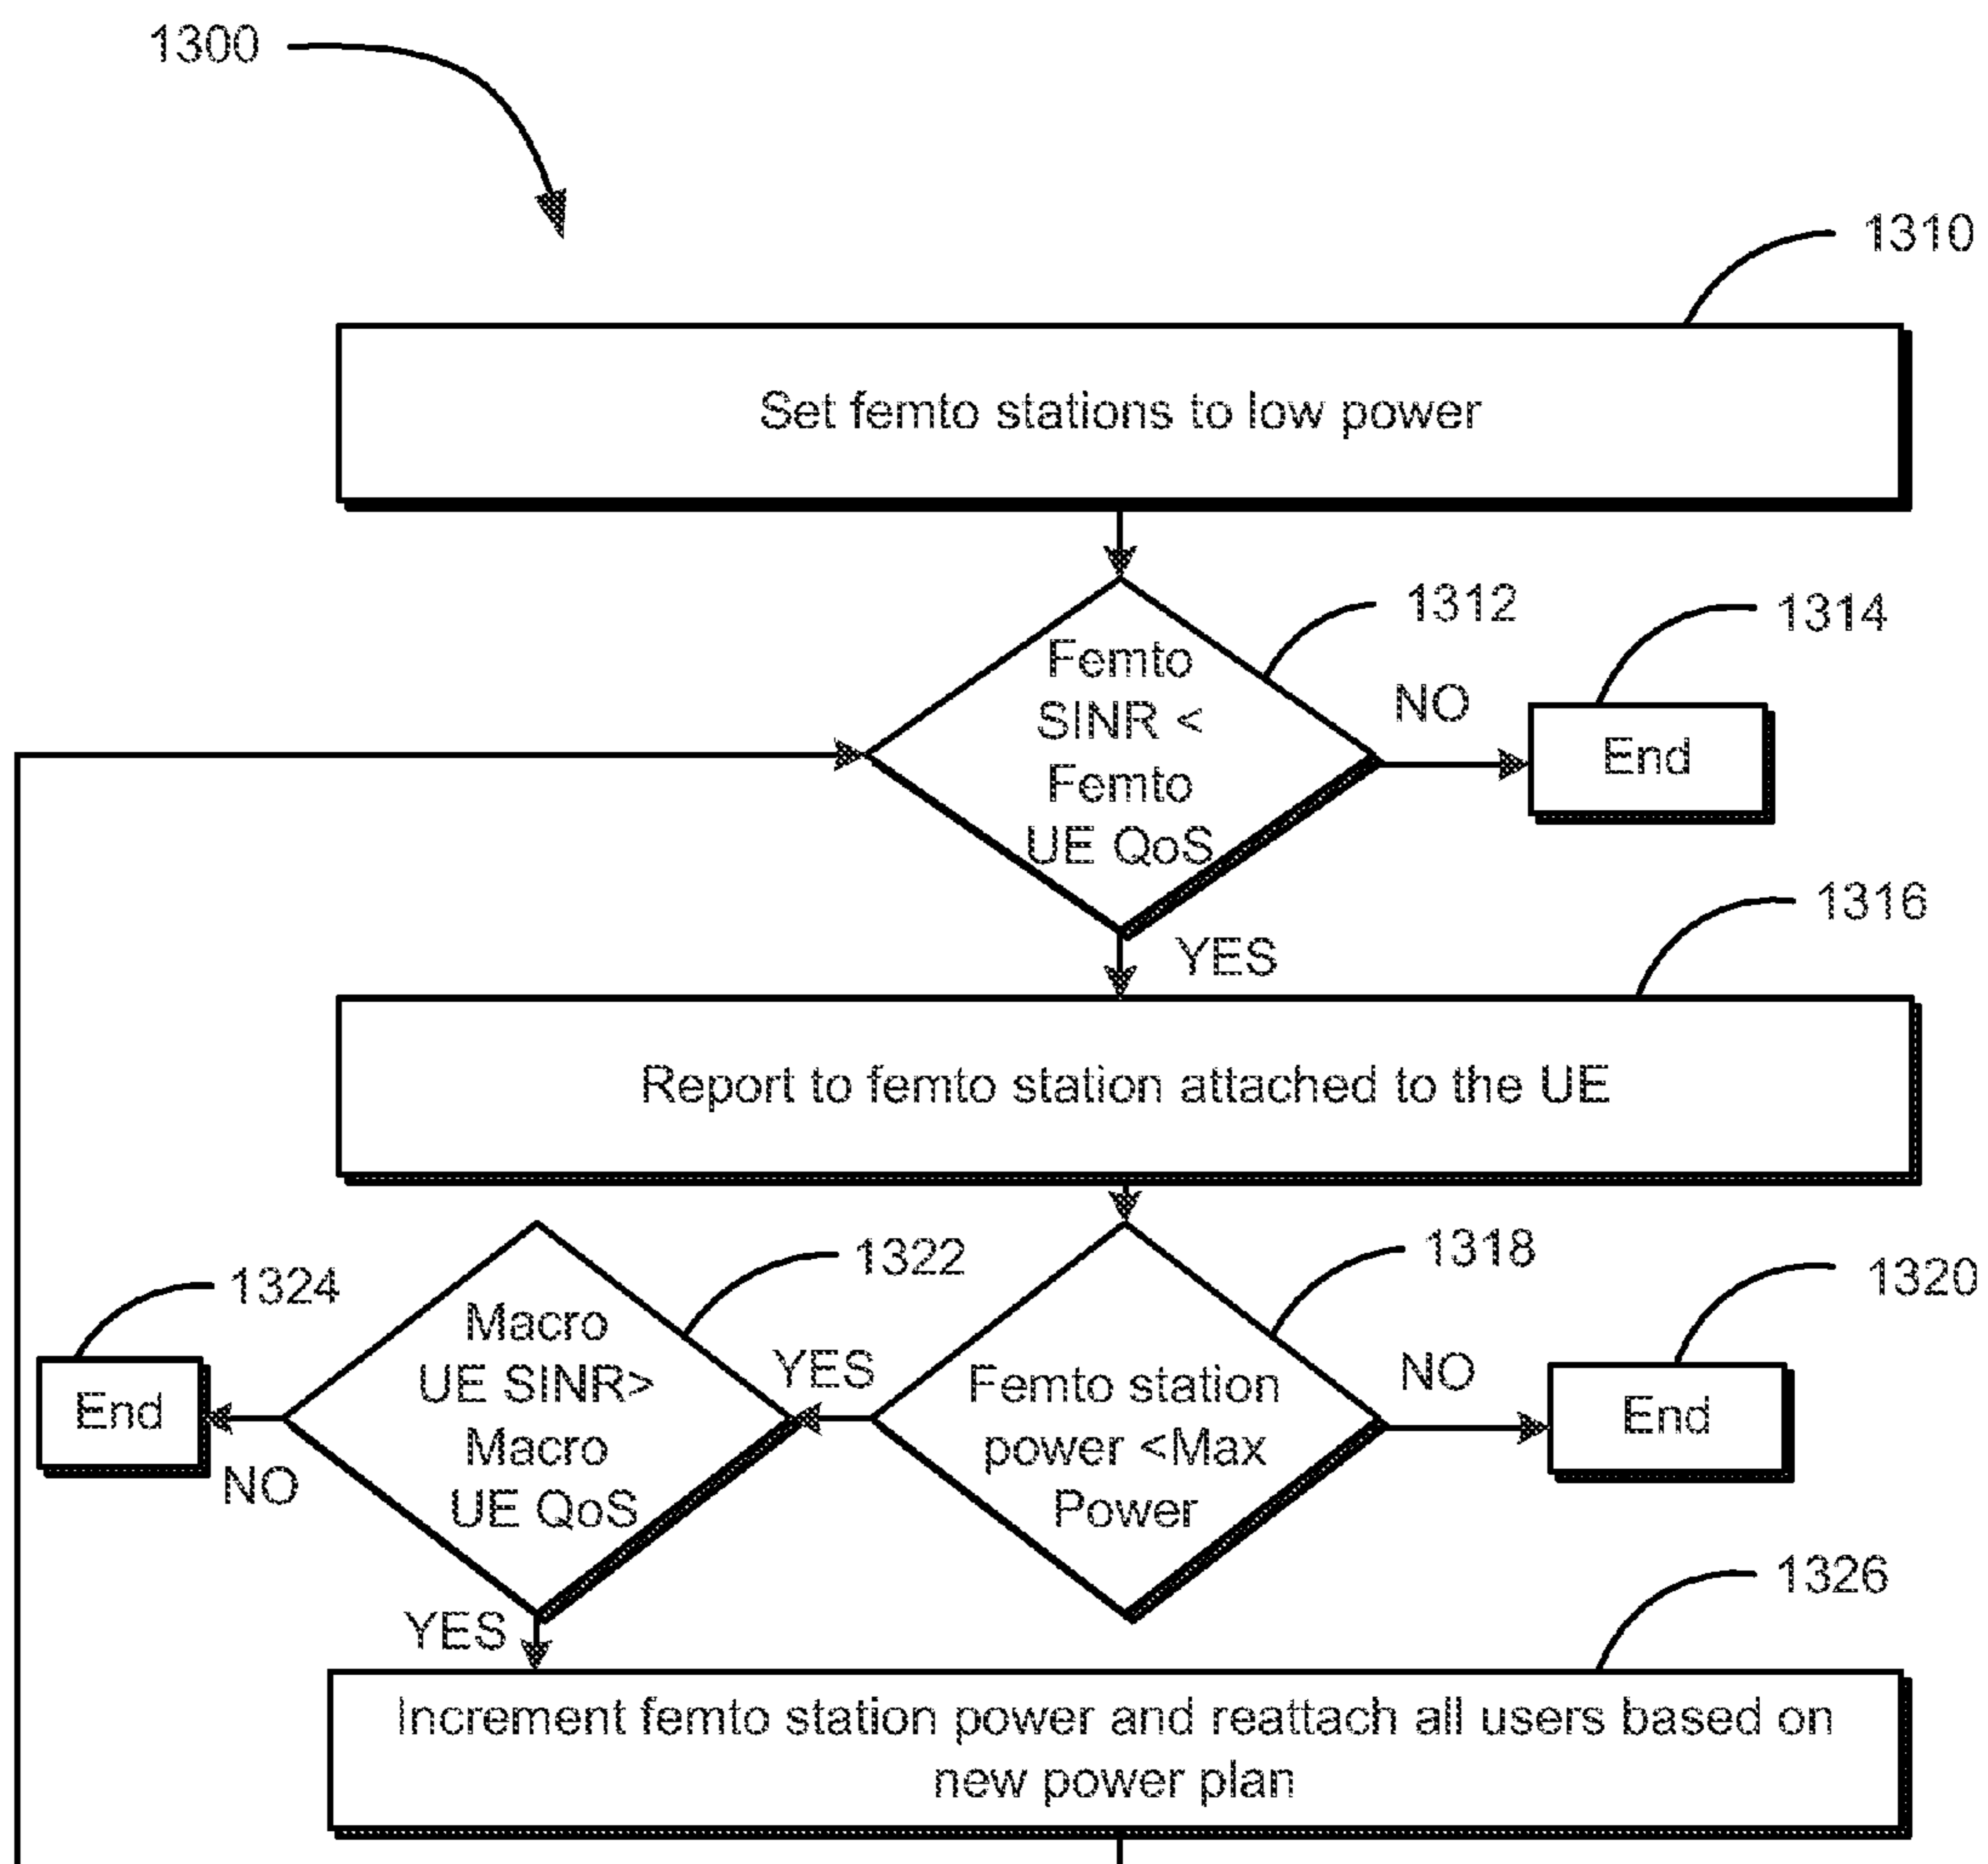 1300
1310
Set femto stations to low power
1312
1314
Femto
SINR <
Femto
UE QoS
NO
End
1316
YES
Report to femto station attached to the UE
1322
1318
1324
1320
Macro
UE SINR>
Macro
UE QoS
YES
Femto station
power <Max
Power
NO
End
End
NO
1326
YES
Increment femto station power and reattach all users based on
new power plan